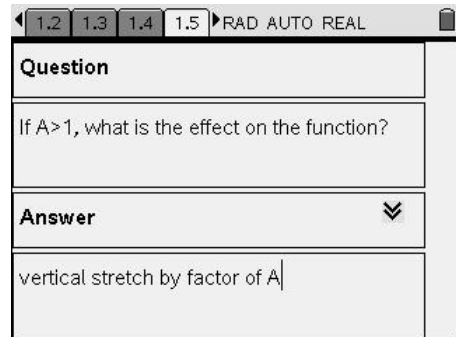 1.2 1.3 1.4 1.5 RAD AUTO REAL
Question
If A>1, what is the effect on the function?
Answer
vertical stretch by factor of A